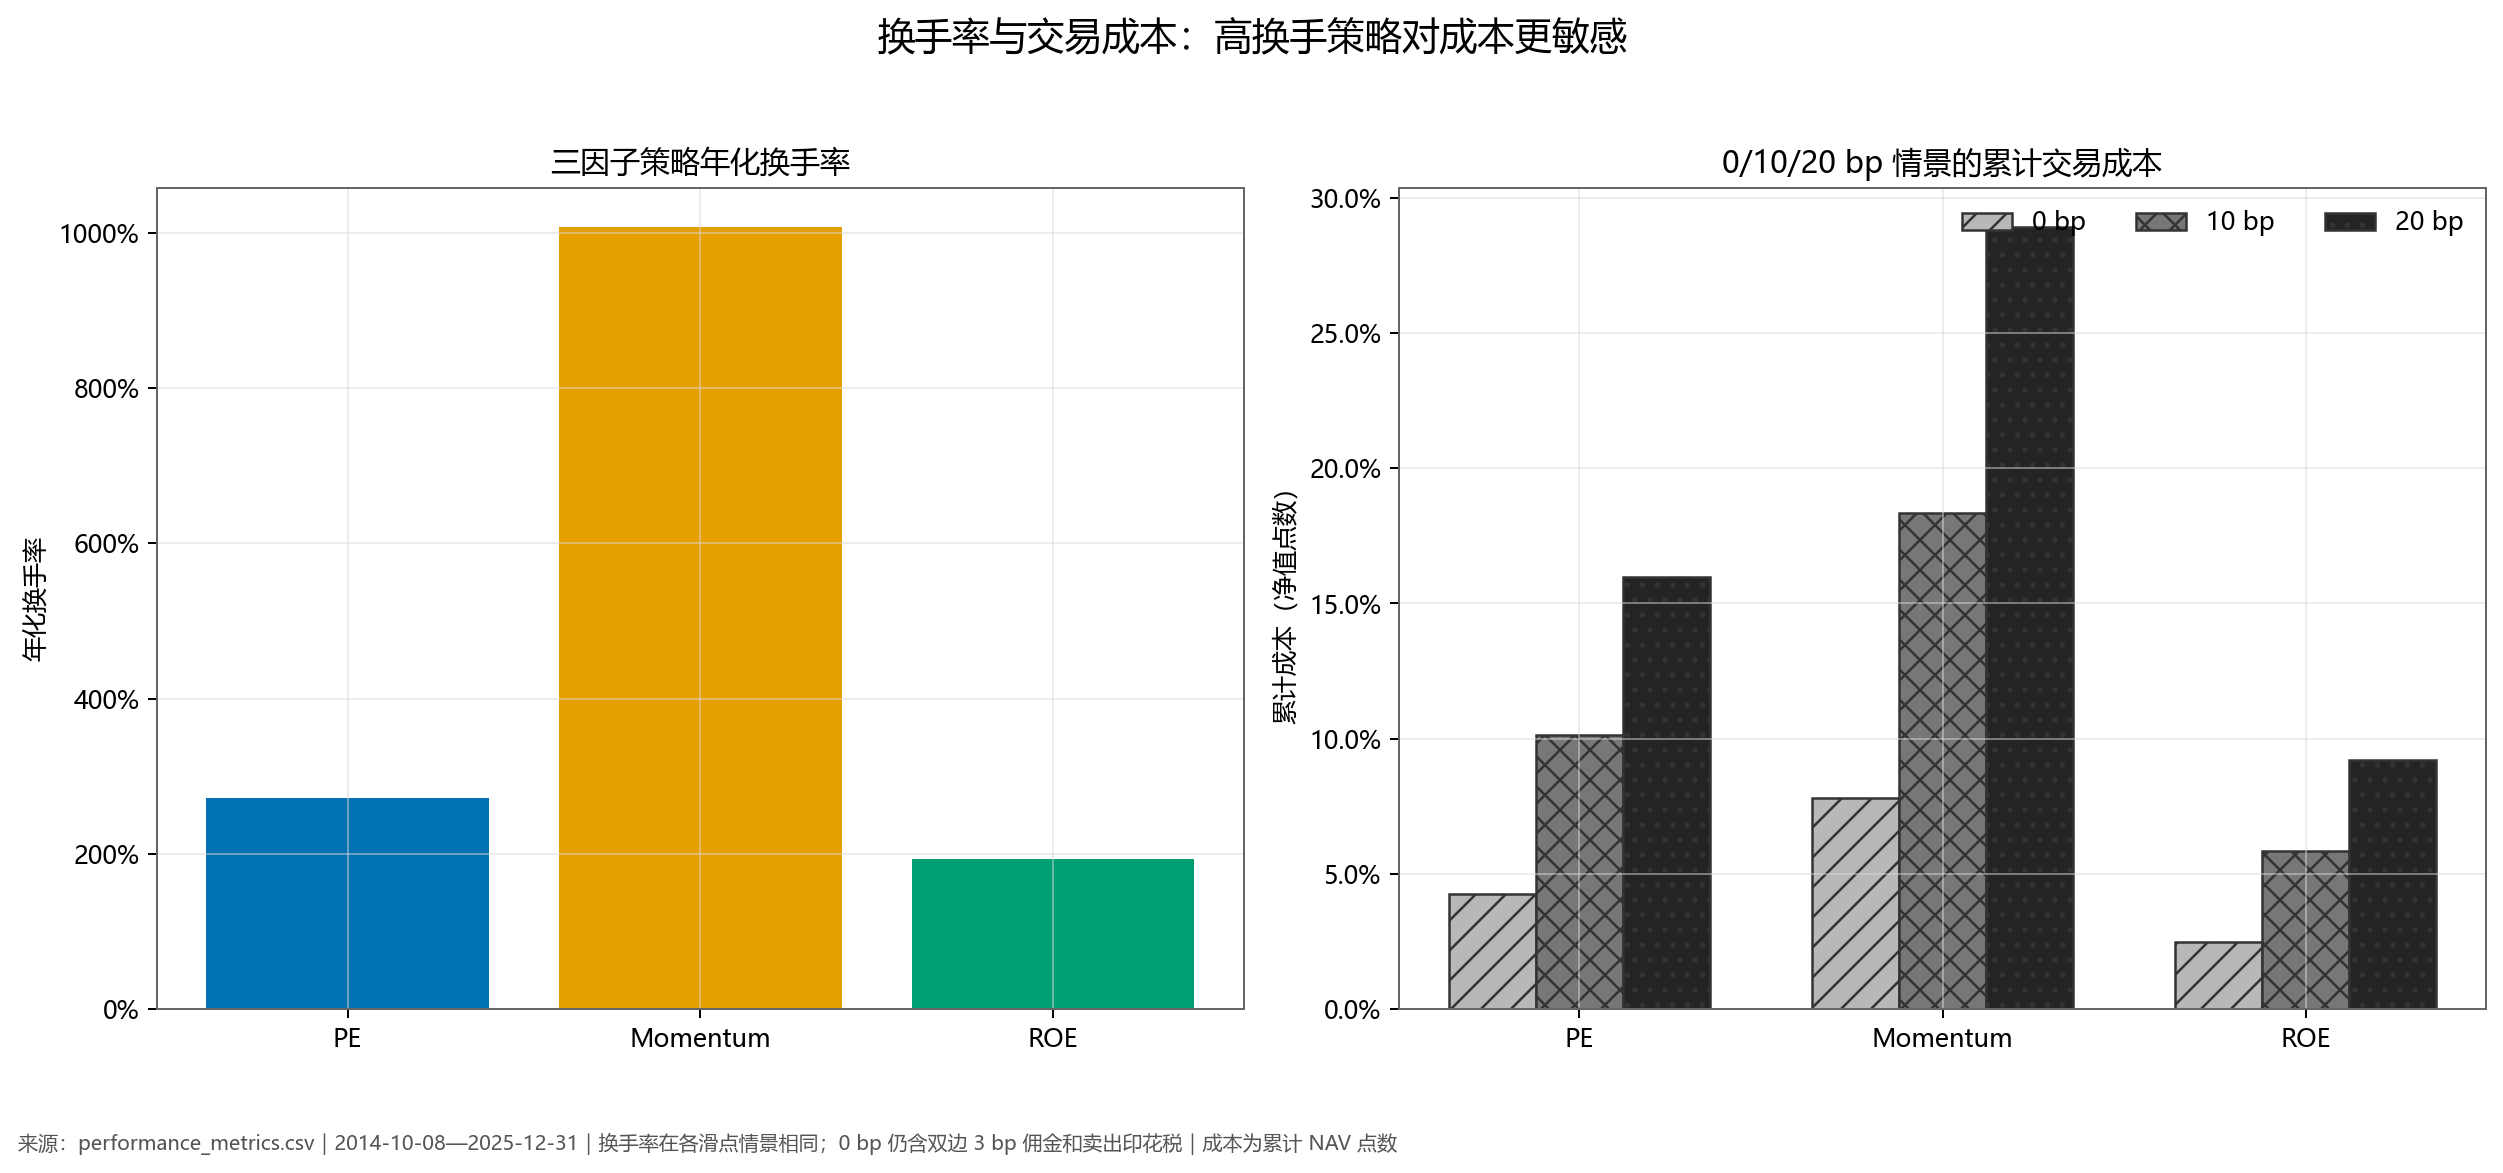 换手率与交易成本：高换手策略对成本更敏感
三因子策略年化换手率
年化换手率
1000%
800%
600%
400%
200%
0%
PE
Momentum
ROE
0/10/20 bp 情景的累计交易成本
累计成本（净值点数）
30.0%
25.0%
20.0%
15.0%
10.0%
5.0%
0.0%
0 bp
10 bp
20 bp
PE
Momentum
ROE
来源：performance_metrics.csv | 2014-10-08—2025-12-31 | 换手率在各滑点情景相同；0 bp 仍含双边 3 bp 佣金和卖出印花税 | 成本为累计 NAV 点数